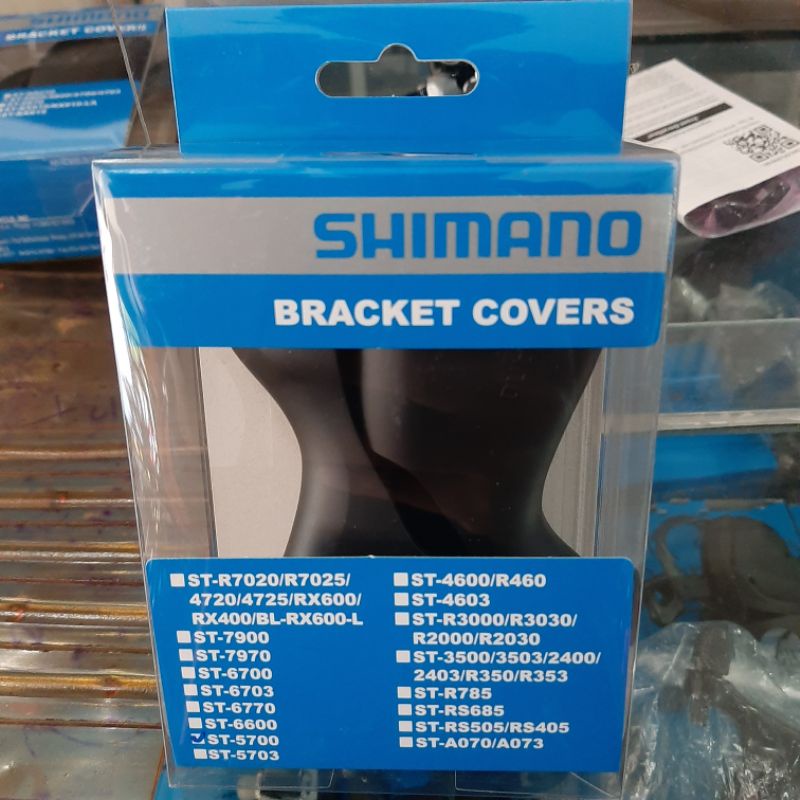 BRACKET COVERS
SHIMANO
BRACKET COVERS
ST-R7020/R7025/
4720/4725/RX600/
RX400/BL-RX600-L
ST-7900
ST-7970
ST-6700
ST-6703
ST-6770
ST-6600
ST-5700
ST-5703
ST-4600/R460
ST-4603
ST-R3000/R3030/
R2000/R2030
ST-3500/3503/2400/
2403/R350/R353
ST-R785
ST-RS685
ST-RS505/RS405
ST-A070/A073